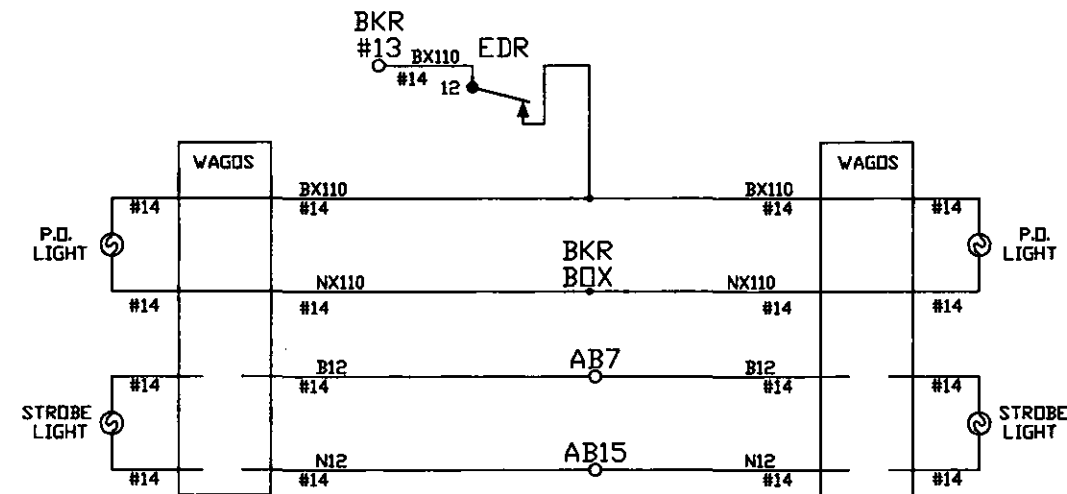 BKR
#13 BX110 EDR
#14 12
WAGOS WAGOS
BX110 BX110
#14 #14 #14 #14
P.O.
LIGHT
BKR
BOX
P.O.
LIGHT
NX110 NX110
#14 #14 #14 #14
AB7
B12 B12
#14 #14 #14 #14
STROBE
LIGHT
STROBE
LIGHT
AB15
N12 N12
#14 #14 #14 #14